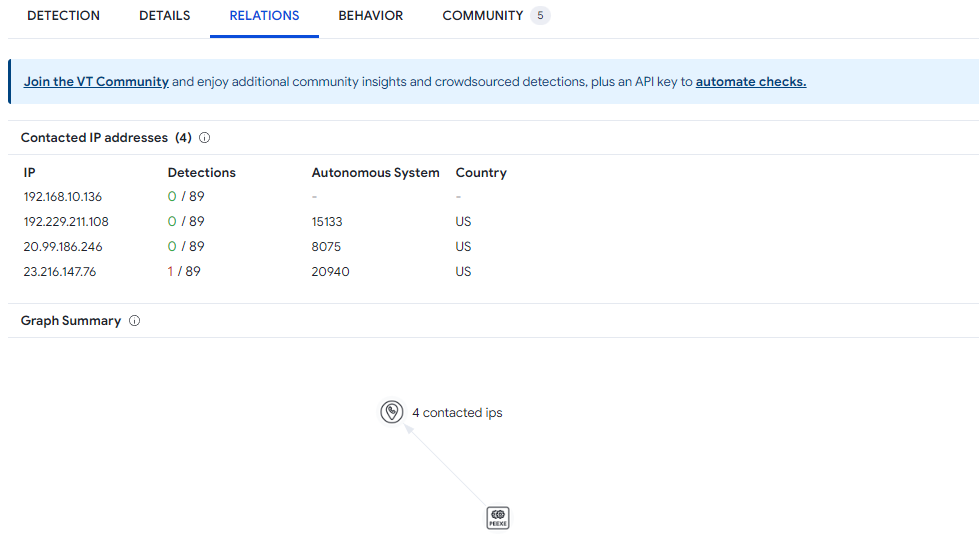 DETECTION DETAILS RELATIONS BEHAVIOR COMMUNITY 5
Join the VT Community and enjoy additional community insights and crowdsourced detections, plus an API key to automate checks.
Contacted IP addresses (4)
IP Detections Autonomous System Country
192.168.10.136 0 / 89 - -
192.229.211.108 0 / 89 15133 US
20.99.186.246 0 / 89 8075 US
23.216.147.76 1 / 89 20940 US
Graph Summary
4 contacted ips
PEEXE